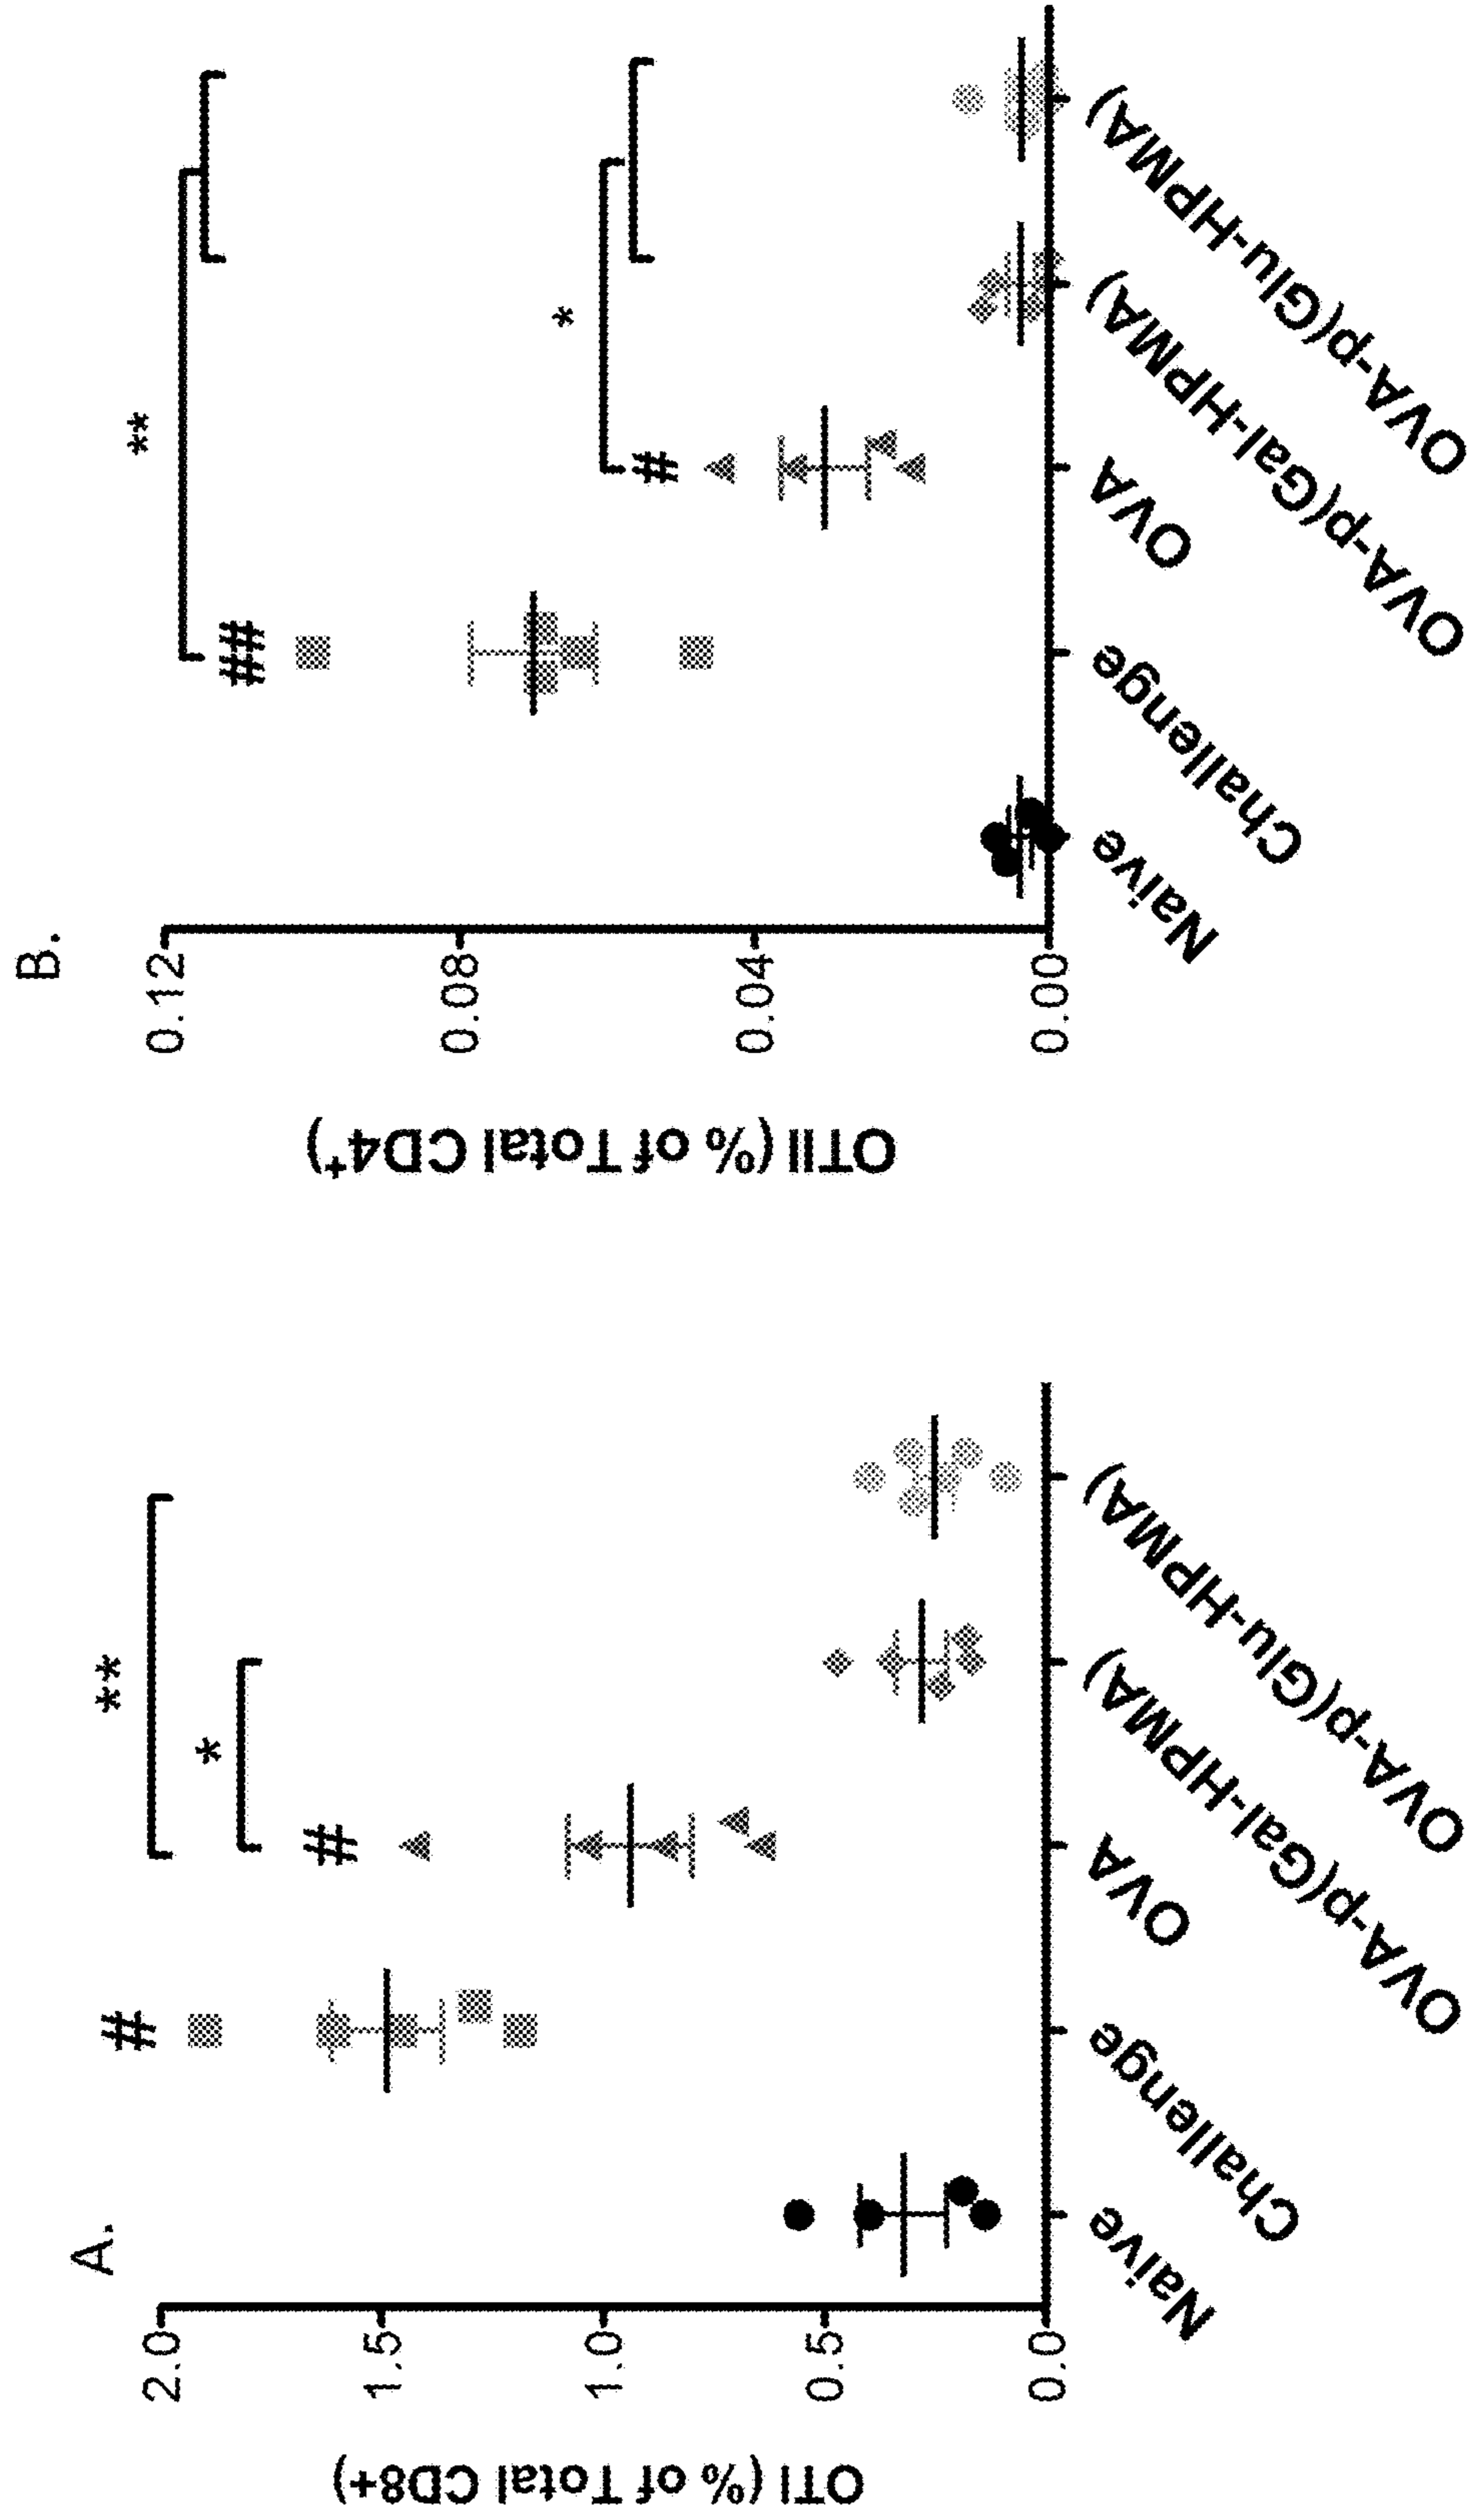 A.
OTI (% of Total CD8+)
2.0
1.5
1.0
0.5
0.0
#
#
*
**
Naive
Challenge
OVA
OVA-p(Gal-HPMA)
OVA-p(Glu-HPMA)
B.
OTII (% of Total CD4⁺)
0.12
0.08
0.04
0.00
##
#
**
*
Naive
Challenge
OVA
OVA-p(Gal-HPMA)
OVA-p(Glu-HPMA)